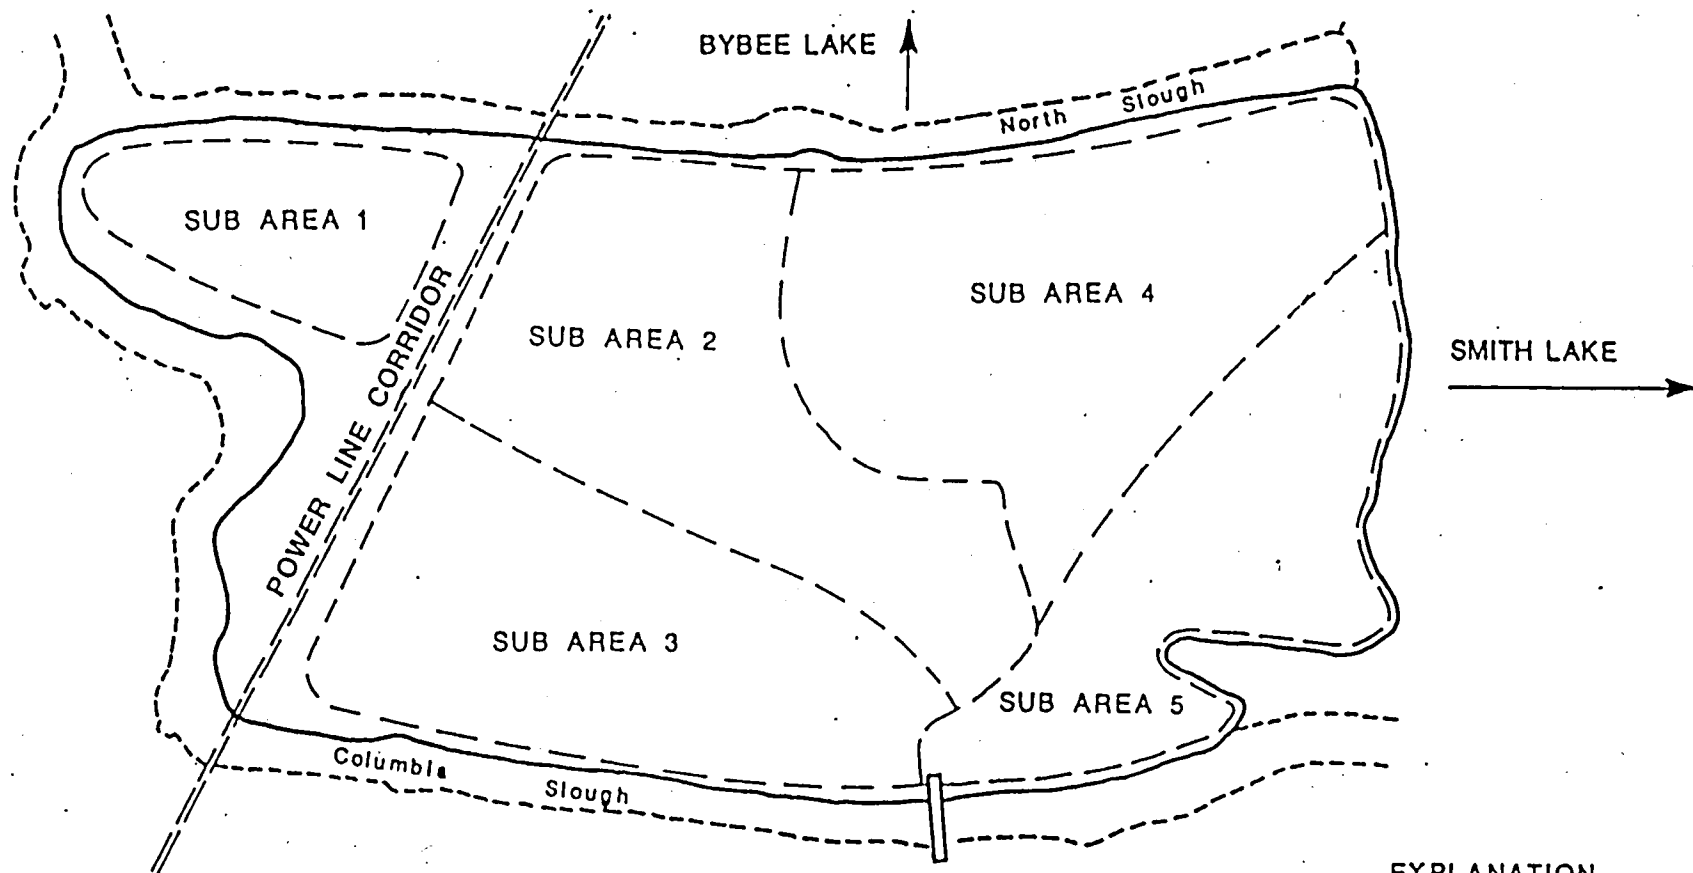 BYBEE LAKE
North Slough
SUB AREA 1
SUB AREA 4
SUB AREA 2
SMITH LAKE
POWER LINE CORRIDOR
SUB AREA 3
SUB AREA 5
Columbia Slough
EXPLANATION